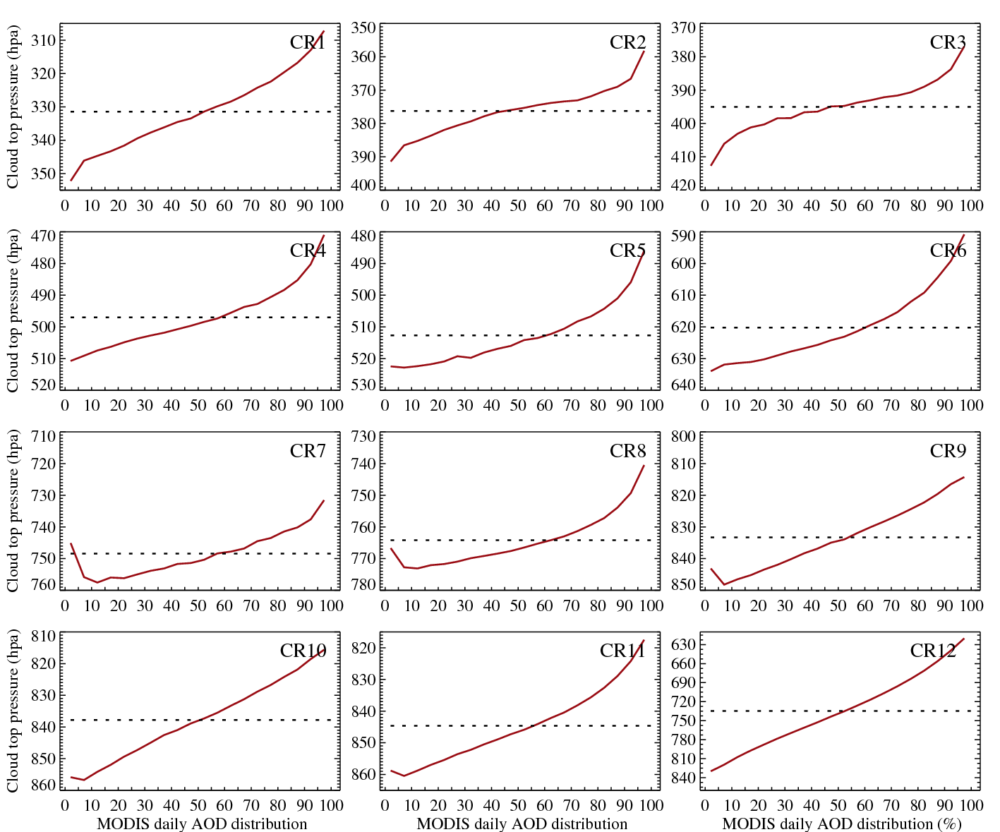 CR1
Cloud top pressure (hpa)
310
320
330
340
350
0 10 20 30 40 50 60 70 80 90 100
CR2
350
360
370
380
390
400
0 10 20 30 40 50 60 70 80 90 100
CR3
370
380
390
400
410
420
0 10 20 30 40 50 60 70 80 90 100
CR4
Cloud top pressure (hpa)
470
480
490
500
510
520
0 10 20 30 40 50 60 70 80 90 100
CR5
480
490
500
510
520
530
0 10 20 30 40 50 60 70 80 90 100
CR6
590
600
610
620
630
640
0 10 20 30 40 50 60 70 80 90 100
CR7
Cloud top pressure (hpa)
710
720
730
740
750
760
0 10 20 30 40 50 60 70 80 90 100
CR8
730
740
750
760
770
780
0 10 20 30 40 50 60 70 80 90 100
CR9
800
810
820
830
840
850
0 10 20 30 40 50 60 70 80 90 100
CR10
Cloud top pressure (hpa)
810
820
830
840
850
860
0 10 20 30 40 50 60 70 80 90 100
MODIS daily AOD distribution
CR11
820
830
840
850
860
0 10 20 30 40 50 60 70 80 90 100
MODIS daily AOD distribution
CR12
630
660
690
720
750
780
810
840
0 10 20 30 40 50 60 70 80 90 100
MODIS daily AOD distribution (%)